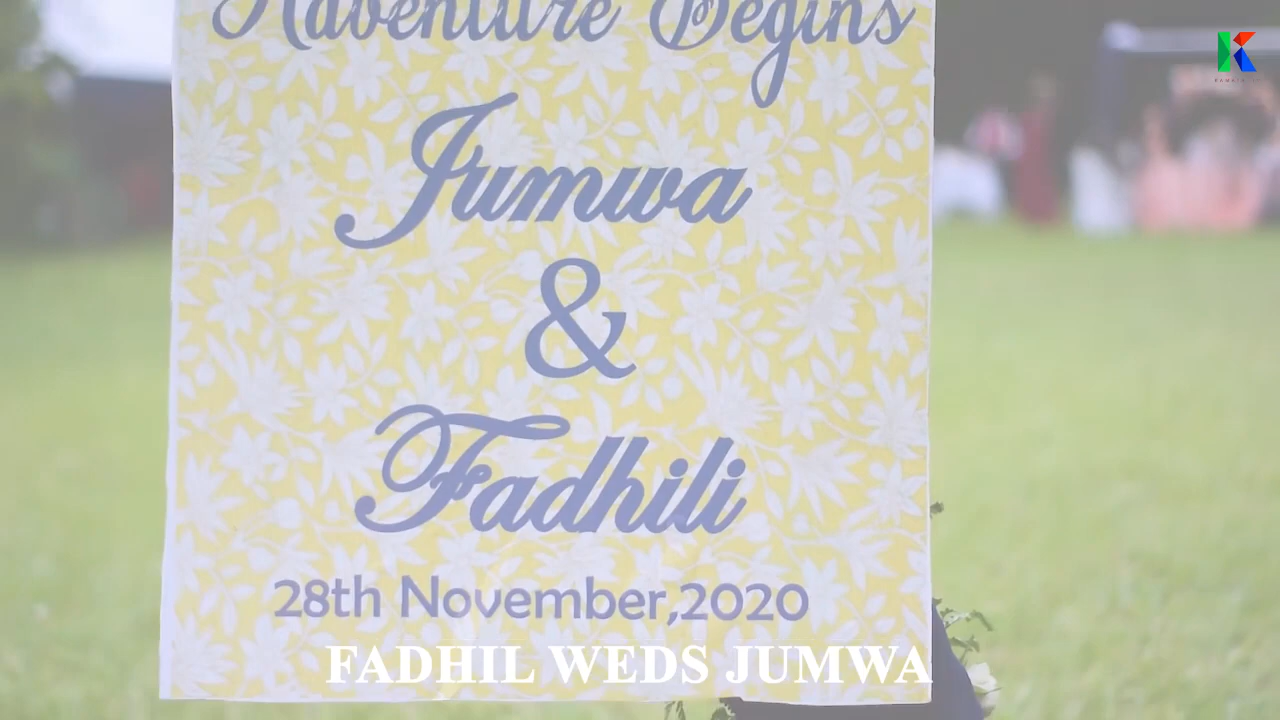 Adventure Begins
Jumwa
&
Fadhili
28th November,2020
FADHIL WEDS JUMWA